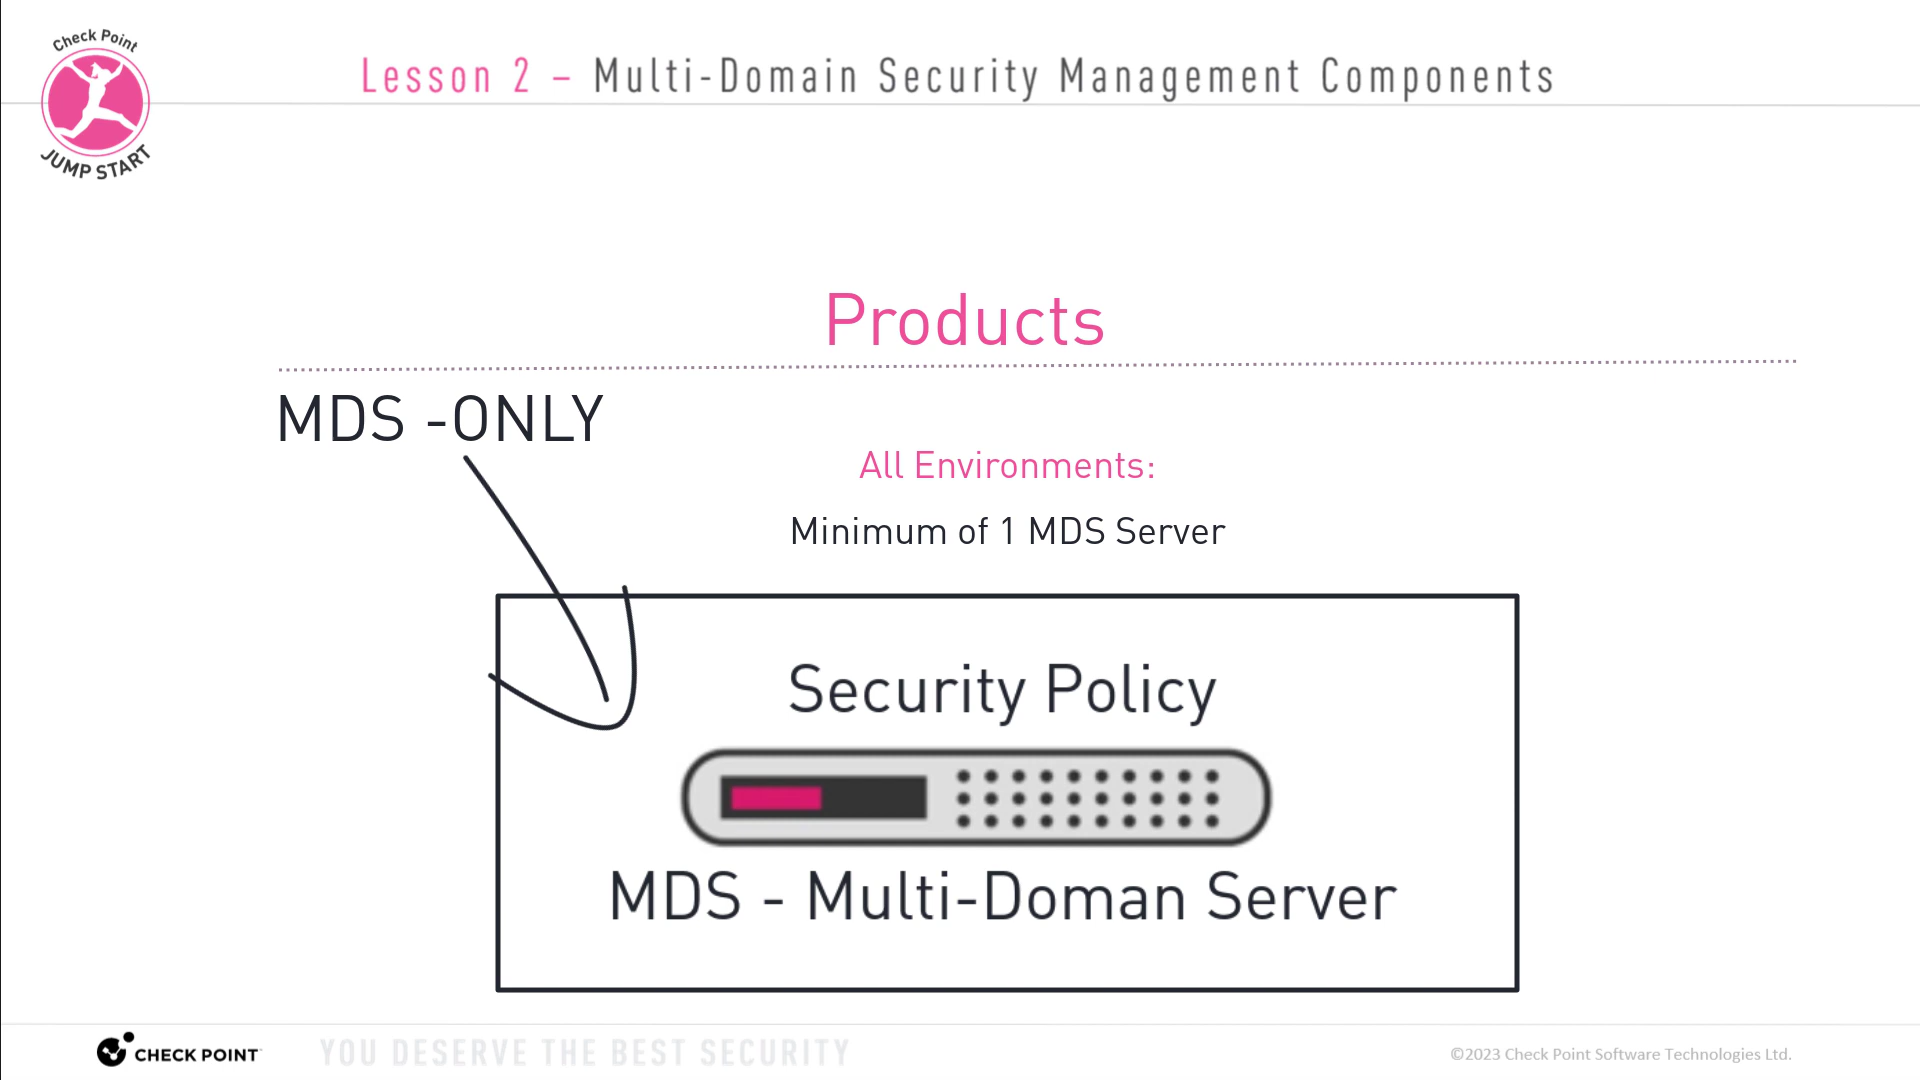 Check Point
JUMP START
Lesson 2 – Multi-Domain Security Management Components
Products
MDS -ONLY
All Environments:
Minimum of 1 MDS Server
Security Policy
MDS - Multi-Doman Server
CHECK POINT
YOU DESERVE THE BEST SECURITY
©2023 Check Point Software Technologies Ltd.